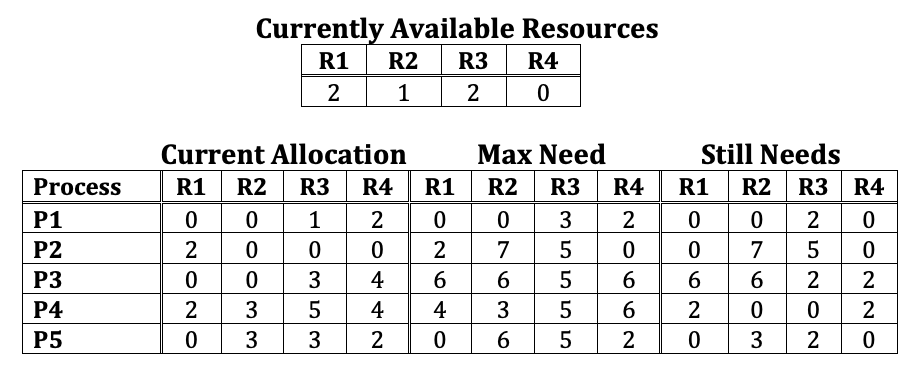 Currently Available Resources
R1 R2 R3 R4
2 1 2 0
Current Allocation Max Need Still Needs
Process R1 R2 R3 R4 R1 R2 R3 R4 R1 R2 R3 R4
P1 0 0 1 2 0 0 3 2 0 0 2 0
P2 2 0 0 0 2 7 5 0 0 7 5 0
P3 0 0 3 4 6 6 5 6 6 6 2 2
P4 2 3 5 4 4 3 5 6 2 0 0 2
P5 0 3 3 2 0 6 5 2 0 3 2 0